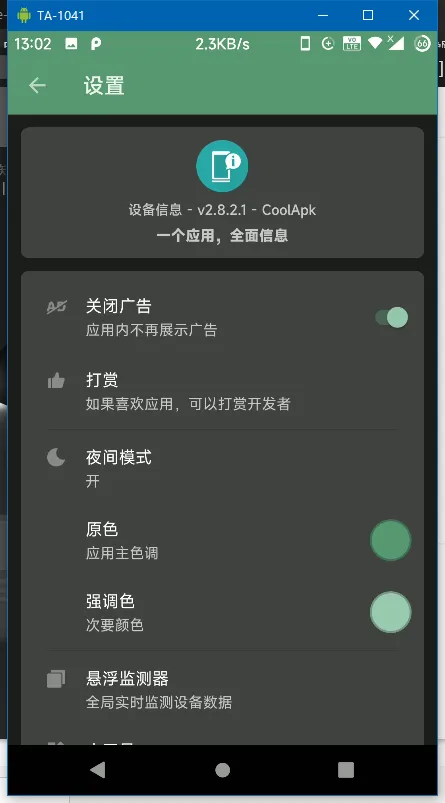 TA-1041
13:02
2.3KB/s
VO
LTE
66
设置
设备信息 - v2.8.2.1 - CoolApk
一个应用，全面信息
关闭广告
应用内不再展示广告
打赏
如果喜欢应用，可以打赏开发者
夜间模式
开
原色
应用主色调
强调色
次要颜色
悬浮监测器
全局实时监测设备数据